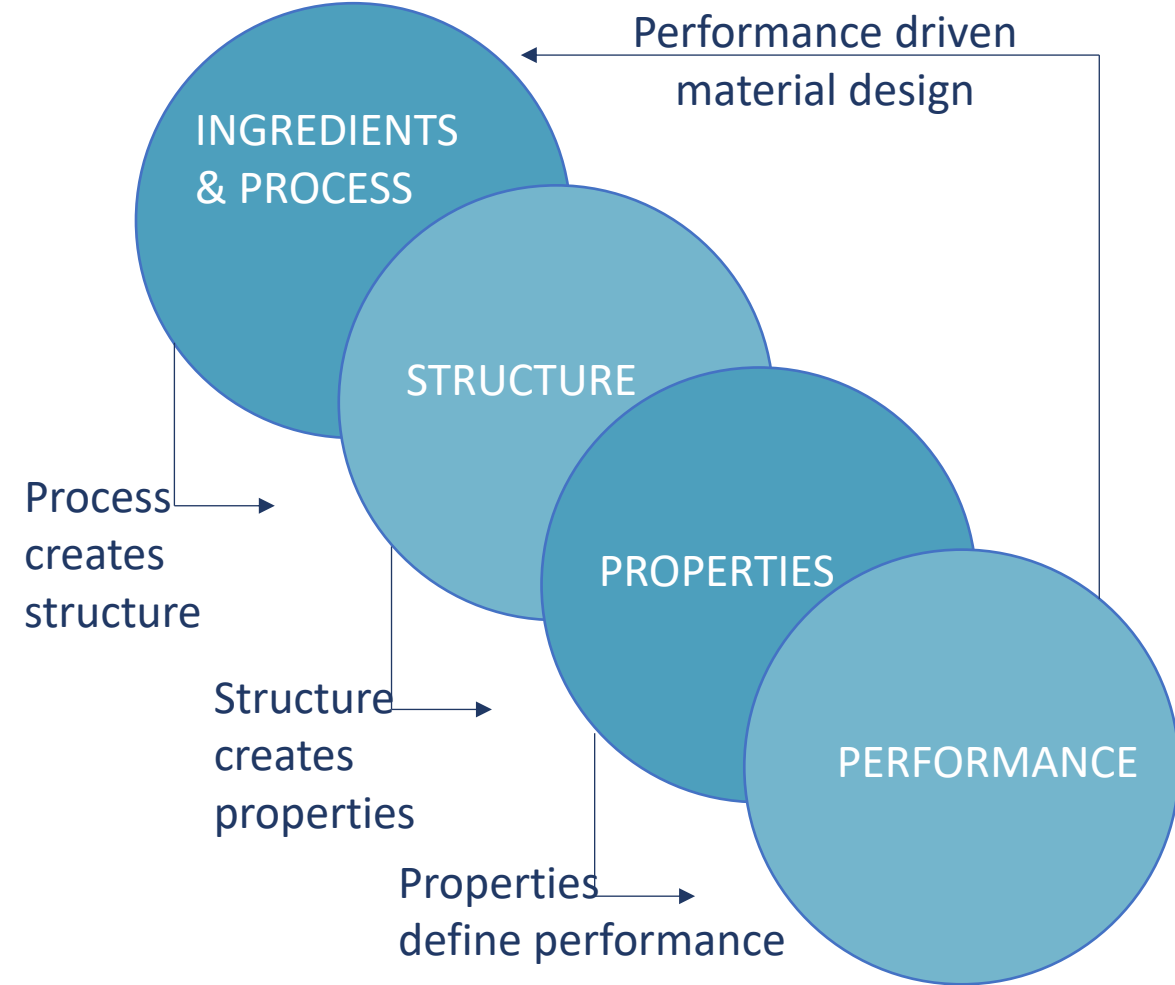 Performance driven
material design
INGREDIENTS
& PROCESS
STRUCTURE
Process
creates
structure
PROPERTIES
Structure
creates
properties
PERFORMANCE
Properties
define performance